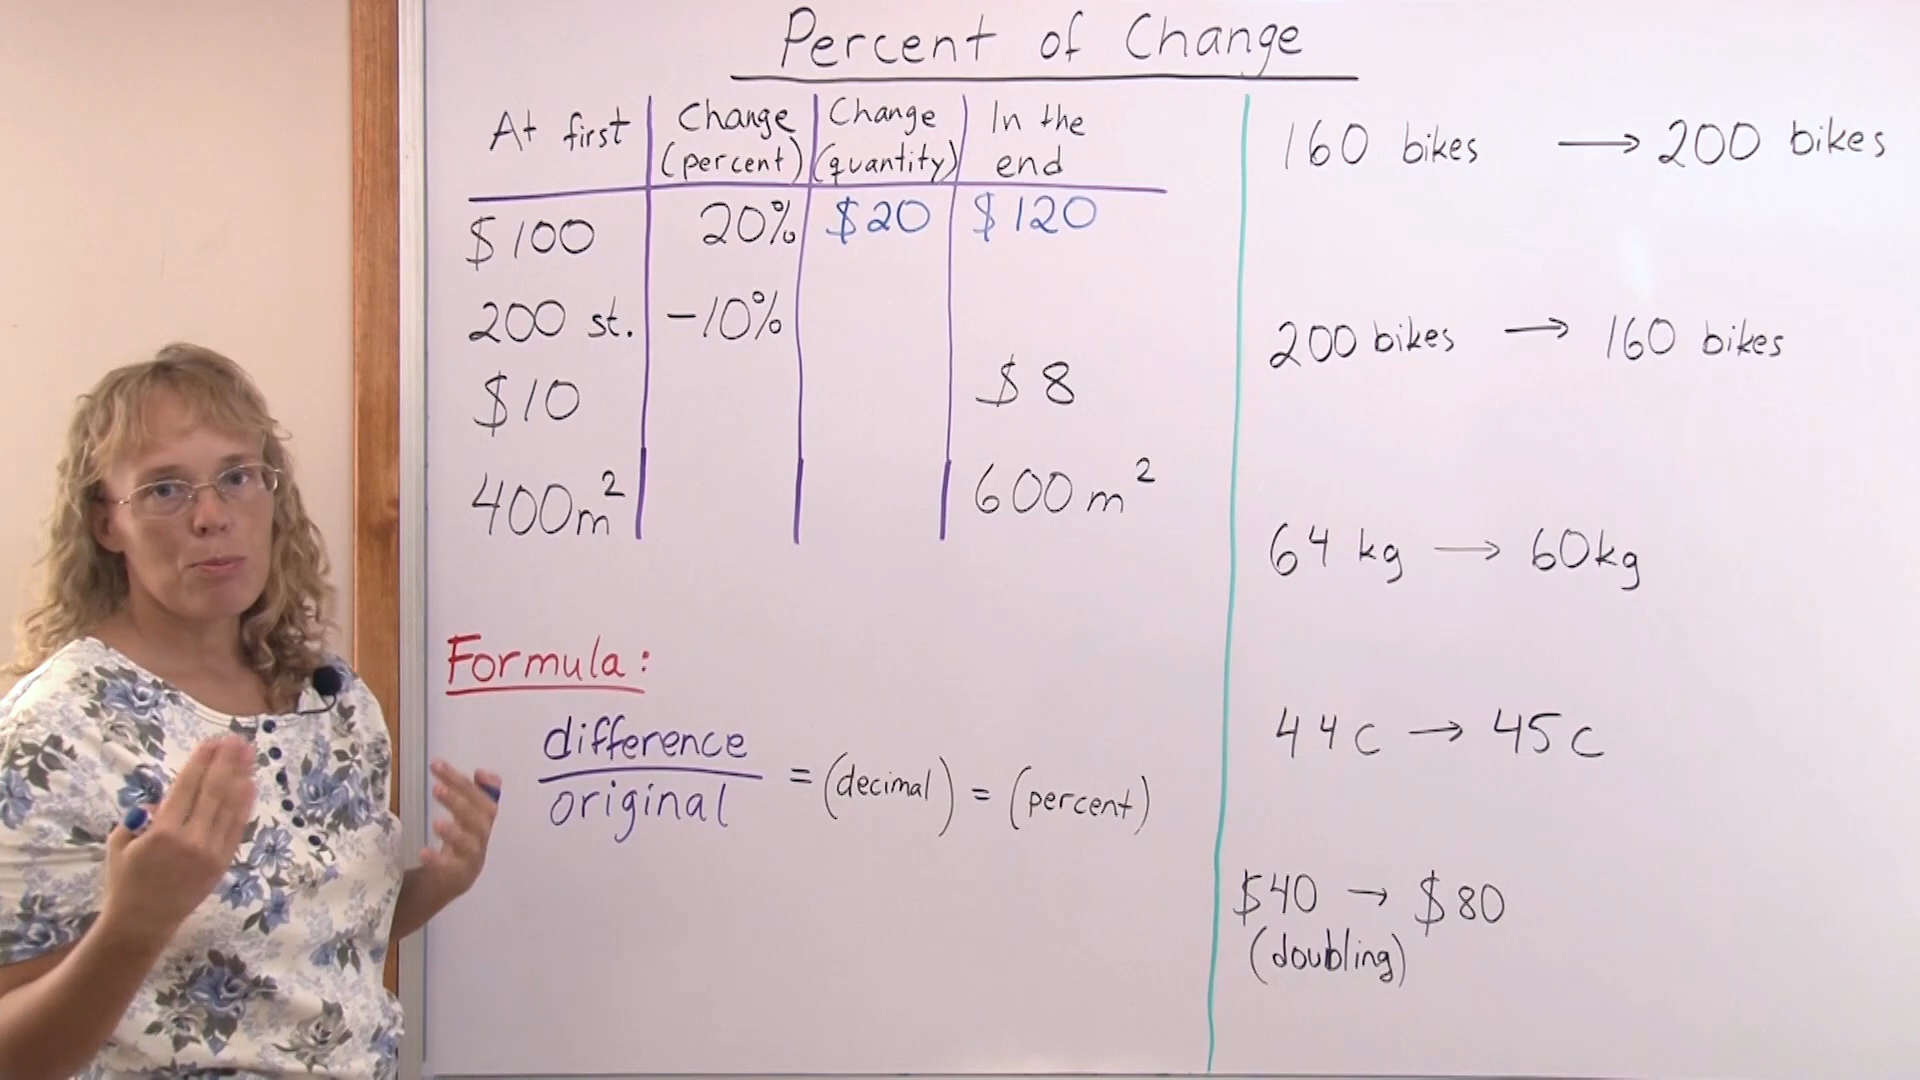 Percent of Change
At first Change (percent) Change (quantity) In the end
$100 20% $20 $120
200 st. -10%
$10 $8
400m² 600m²
Formula:
difference
original
= (decimal) = (percent)
160 bikes → 200 bikes
200 bikes → 160 bikes
64 kg → 60kg
44c → 45c
$40 → $80
(doubling)